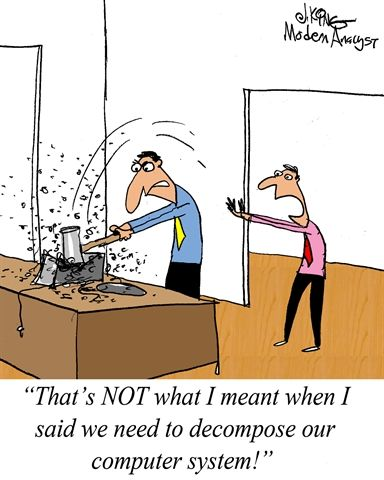 J.KING
Modern Analyst
“That’s NOT what I meant when I
said we need to decompose our
computer system!”